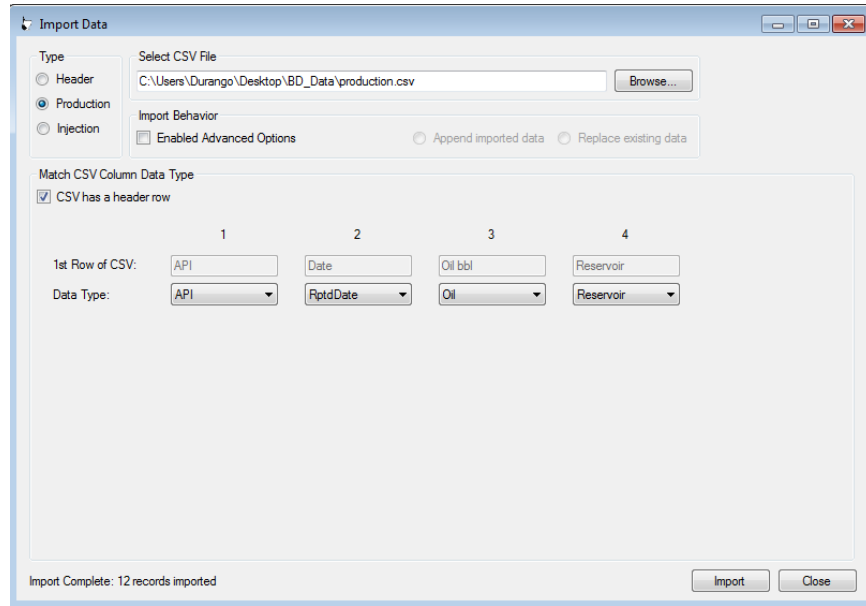 Import Data
Type
Header
Production
Injection
Select CSV File
C:\Users\Durango\Desktop\BD_Data\production.csv
Browse...
Import Behavior
Enabled Advanced Options
Append imported data
Replace existing data
Match CSV Column Data Type
CSV has a header row
1 2 3 4
1st Row of CSV: API Date Oil bbl Reservoir
Data Type: API RptdDate Oil Reservoir
Import Complete: 12 records imported
Import Close